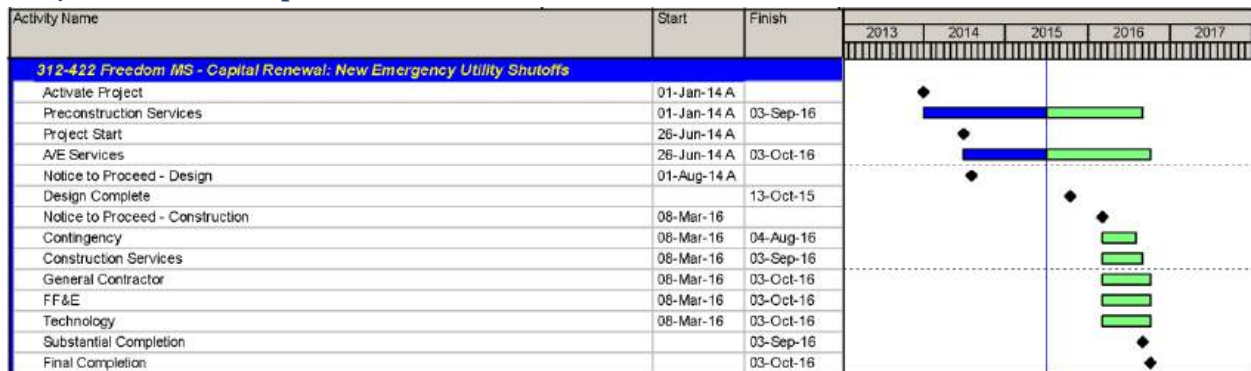 Activity Name Start Finish
2013 2014 2015 2016 2017
312-422 Freedom MS - Capital Renewal: New Emergency Utility Shutoffs
Activate Project 01-Jan-14 A
Preconstruction Services 01-Jan-14 A 03-Sep-16
Project Start 26-Jun-14 A
A/E Services 26-Jun-14 A 03-Oct-16
Notice to Proceed - Design 01-Aug-14 A
Design Complete 13-Oct-15
Notice to Proceed - Construction 08-Mar-16
Contingency 08-Mar-16 04-Aug-16
Construction Services 08-Mar-16 03-Sep-16
General Contractor 08-Mar-16 03-Oct-16
FF&E 08-Mar-16 03-Oct-16
Technology 08-Mar-16 03-Oct-16
Substantial Completion 03-Sep-16
Final Completion 03-Oct-16